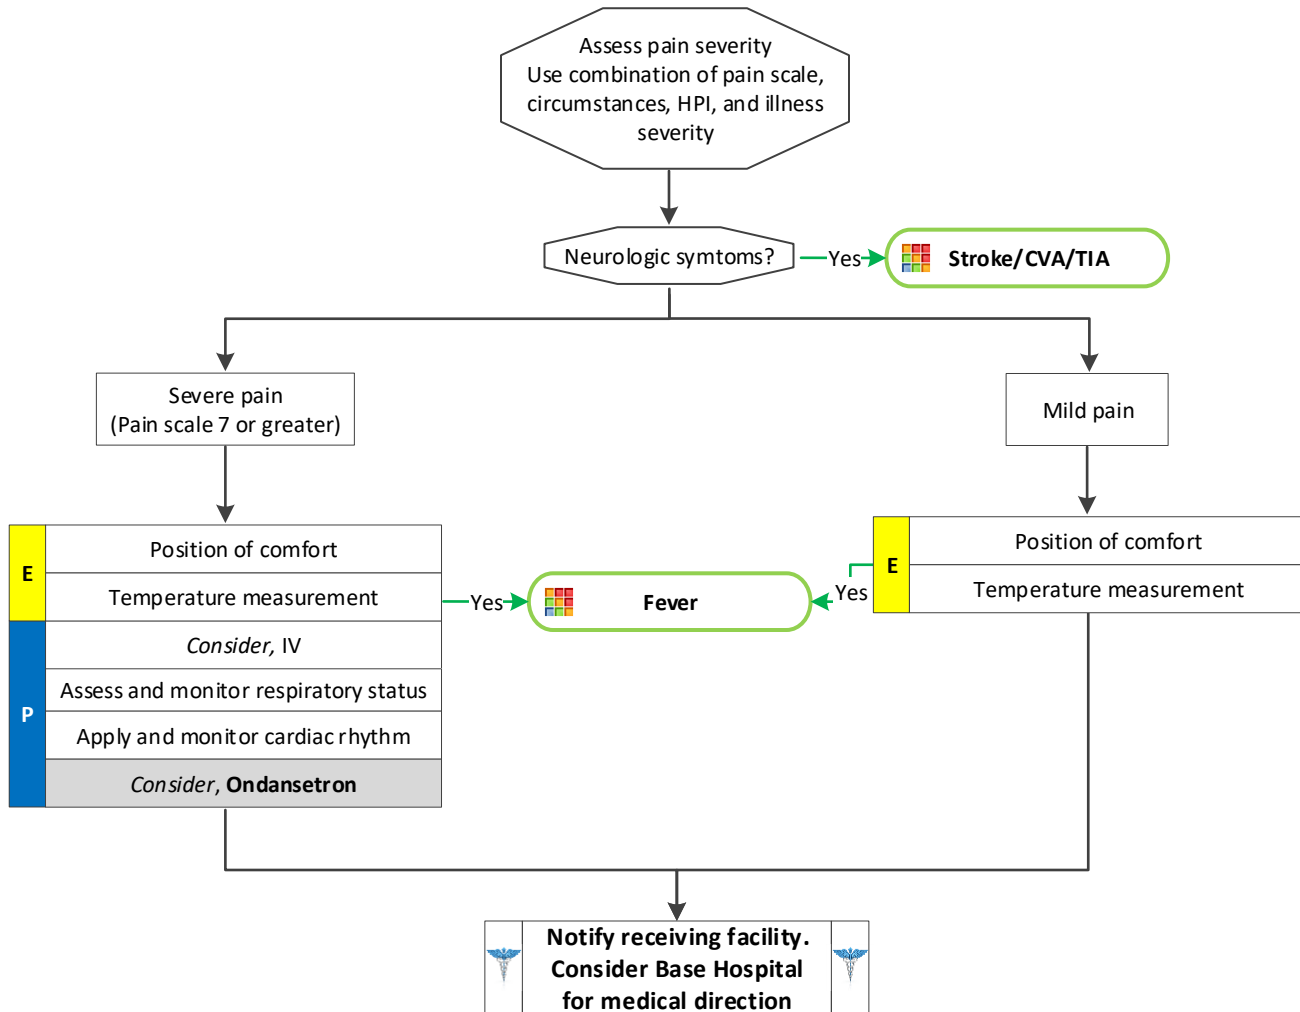 Assess pain severity
Use combination of pain scale,
circumstances, HPI, and illness
severity
Neurologic symtoms?
Yes
Stroke/CVA/TIA
Severe pain
(Pain scale 7 or greater)
Mild pain
E
Position of comfort
Temperature measurement
Yes
Fever
Yes
E
Position of comfort
Temperature measurement
P
Consider, IV
Assess and monitor respiratory status
Apply and monitor cardiac rhythm
Consider, Ondansetron
Notify receiving facility.
Consider Base Hospital
for medical direction